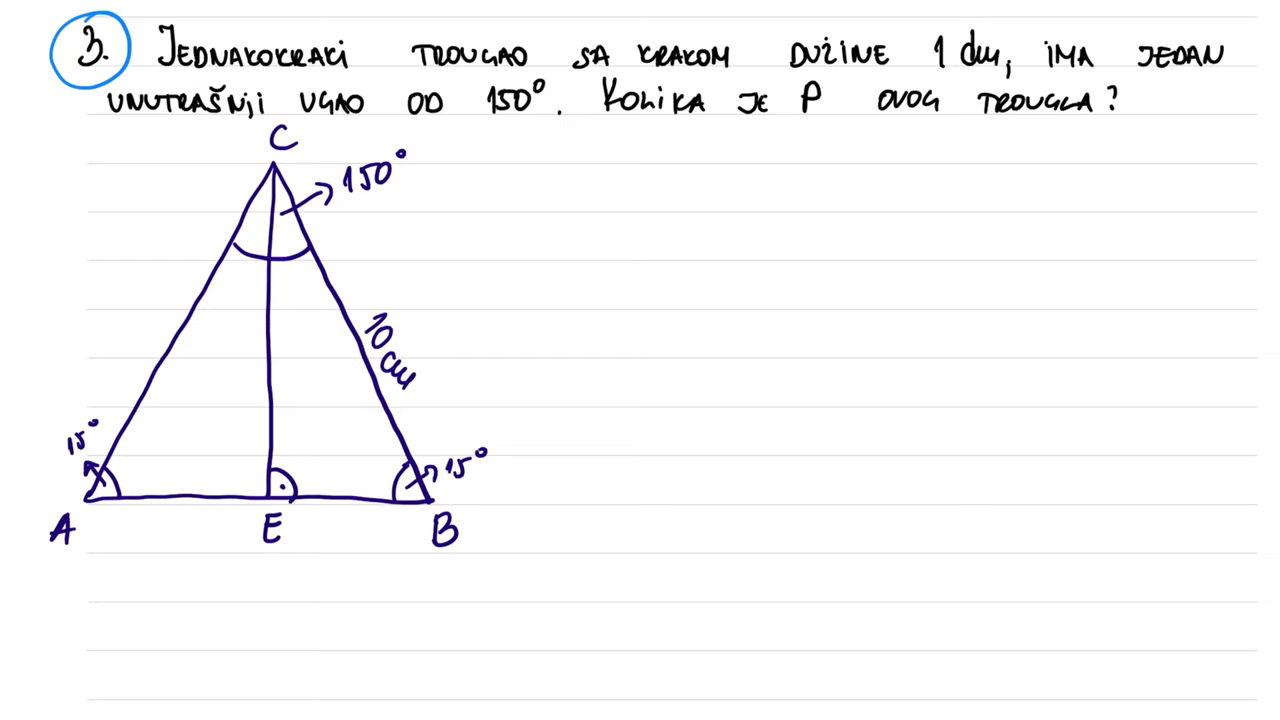 3. JEDNAKOKRAKI TROUGAO SA KRAKOM DUŽINE 1 dm, IMA JEDAN
UNUTRAŠNJI UGAO OD 150°. KOLIKA JE P OVOG TROUGLA?
C
150°
10 cm
15°
15°
A
E
B